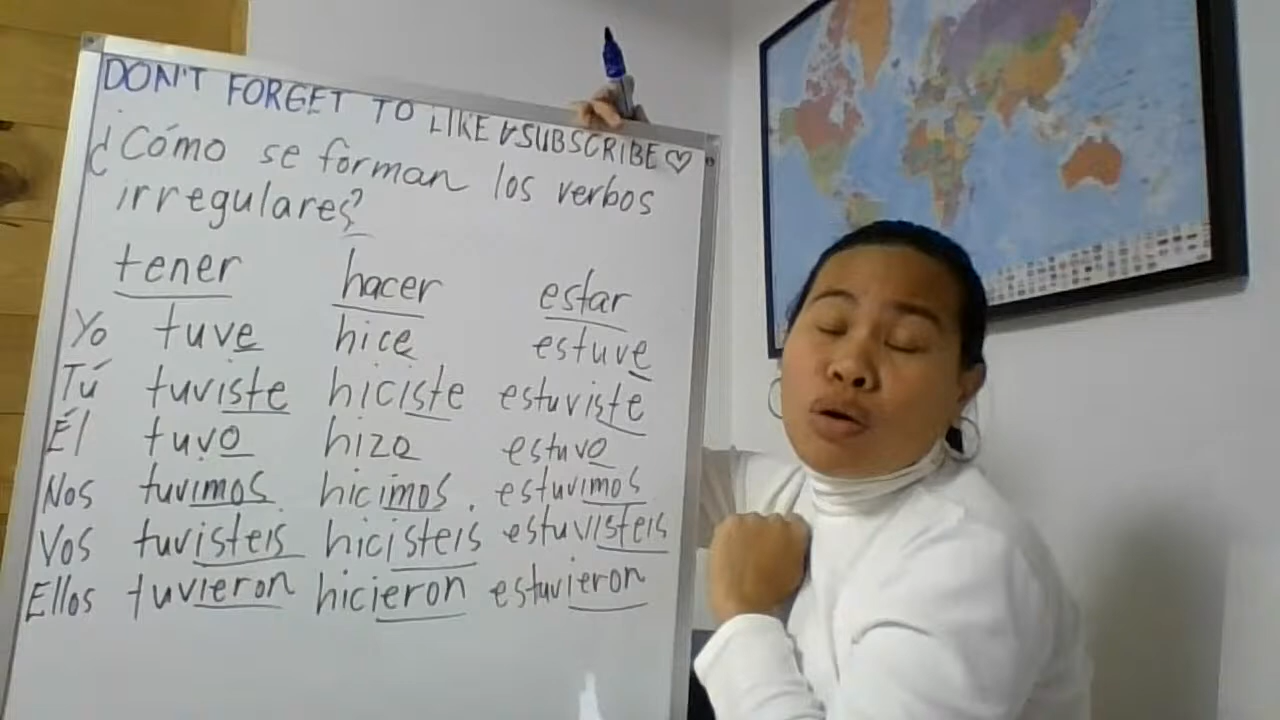 DON'T FORGET TO LIKE & SUBSCRIBE ♡
¿Cómo se forman los verbos
irregulares?
tener hacer estar
Yo tuve hice estuve
Tú tuviste hiciste estuviste
Él tuvo hizo estuvo
Nos tuvimos hicimos. estuvimos
Vos tuvisteis hicisteis estuvisteis
Ellos tuvieron hicieron estuvieron